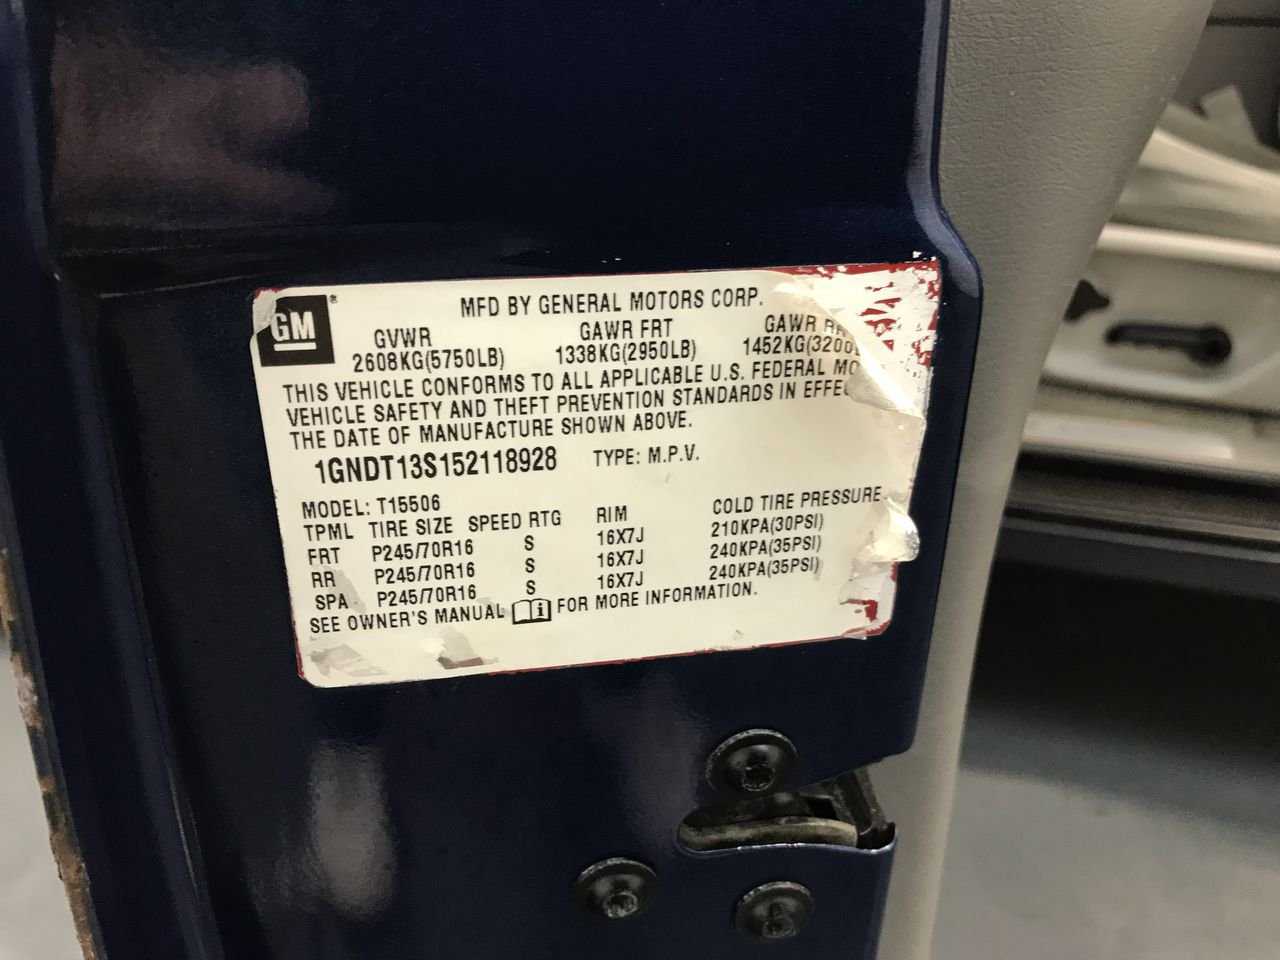 GM
MFD BY GENERAL MOTORS CORP.
GVWR GAWR FRT GAWR
2608KG(5750LB) 1338KG(2950LB) 1452KG(3200L
THIS VEHICLE CONFORMS TO ALL APPLICABLE U.S. FEDERAL
VEHICLE SAFETY AND THEFT PREVENTION STANDARDS IN
THE DATE OF MANUFACTURE SHOWN ABOVE.
1GNDT13S152118928 TYPE: M.P.V.
MODEL: T15506
TPML TIRE SIZE SPEED RTG RIM COLD TIRE PRESSURE
FRT P245/70R16 S 16X7J 210KPA(30PSI)
RR P245/70R16 S 16X7J 240KPA(35PSI)
SPA P245/70R16 S 16X7J 240KPA(35PSI)
SEE OWNER'S MANUAL FOR MORE INFORMATION.